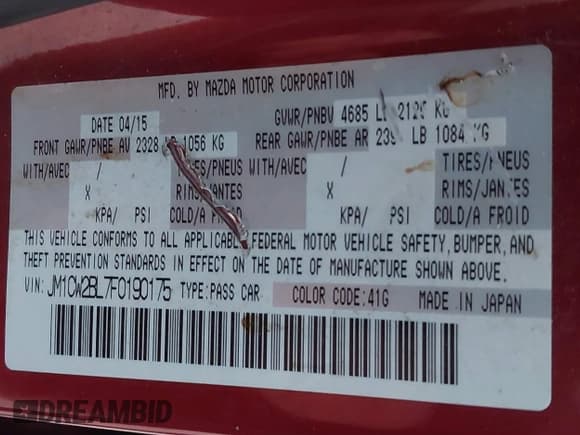 MFD. BY MAZDA MOTOR CORPORATION
DATE 04/15 GVWR/PNBV 4685 KG
FRONT GAWR/PNBE AV 2328 1056 KG REAR GAWR/PNBE AR LB 1084 KG
WITH/AVEC / TIRES/PNEUS WITH/AVEC / TIRES/PNEUS
X RIMS/JANTES X RIMS/JANTES
KPA/ PSI COLD/A FROID KPA/ PSI COLD/A FROID
THIS VEHICLE CONFORMS TO ALL APPLICABLE FEDERAL MOTOR VEHICLE SAFETY, BUMPER, AND
THEFT PREVENTION STANDARDS IN EFFECT ON THE DATE OF MANUFACTURE SHOWN ABOVE.
VIN: JM1CW2BL7F0190175 TYPE:PASS CAR COLOR CODE:41G MADE IN JAPAN
DREAMBID